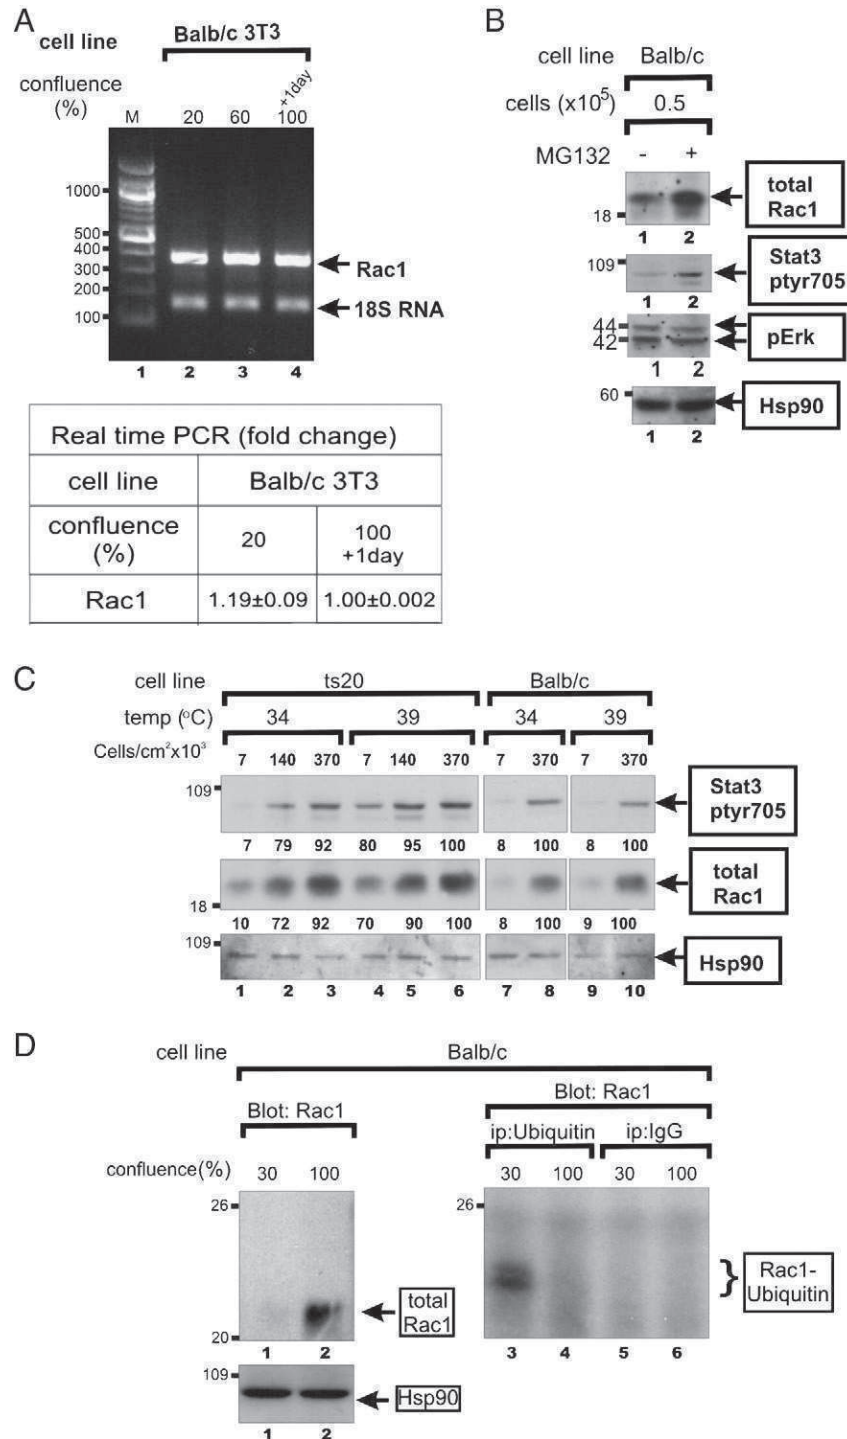 A
cell line
Balb/c 3T3
confluence
(%)
M 20 60 100
+1day
1000
500
400
300
200
100
Rac1
18S RNA
1 2 3 4
Real time PCR (fold change)
cell line Balb/c 3T3
confluence
(%)
20
100
+1day
Rac1 1.19±0.09 1.00±0.002
B
cell line Balb/c
cells (x10⁵) 0.5
MG132 - +
18
total
Rac1
1 2
109
Stat3
ptyr705
1 2
44
42
pErk
1 2
60
Hsp90
1 2
C
cell line ts20 Balb/c
temp (°C) 34 39 34 39
Cells/cm²x10³ 7 140 370 7 140 370 7 370 7 370
109
Stat3
ptyr705
7 79 92 80 95 100 8 100 8 100
18
total
Rac1
10 72 92 70 90 100 8 100 9 100
109
Hsp90
1 2 3 4 5 6 7 8 9 10
D
cell line Balb/c
Blot: Rac1
confluence(%) 30 100
26
20
total
Rac1
1 2
109
Hsp90
1 2
Blot: Rac1
ip:Ubiquitin ip:IgG
30 100 30 100
26
Rac1-
Ubiquitin
3 4 5 6